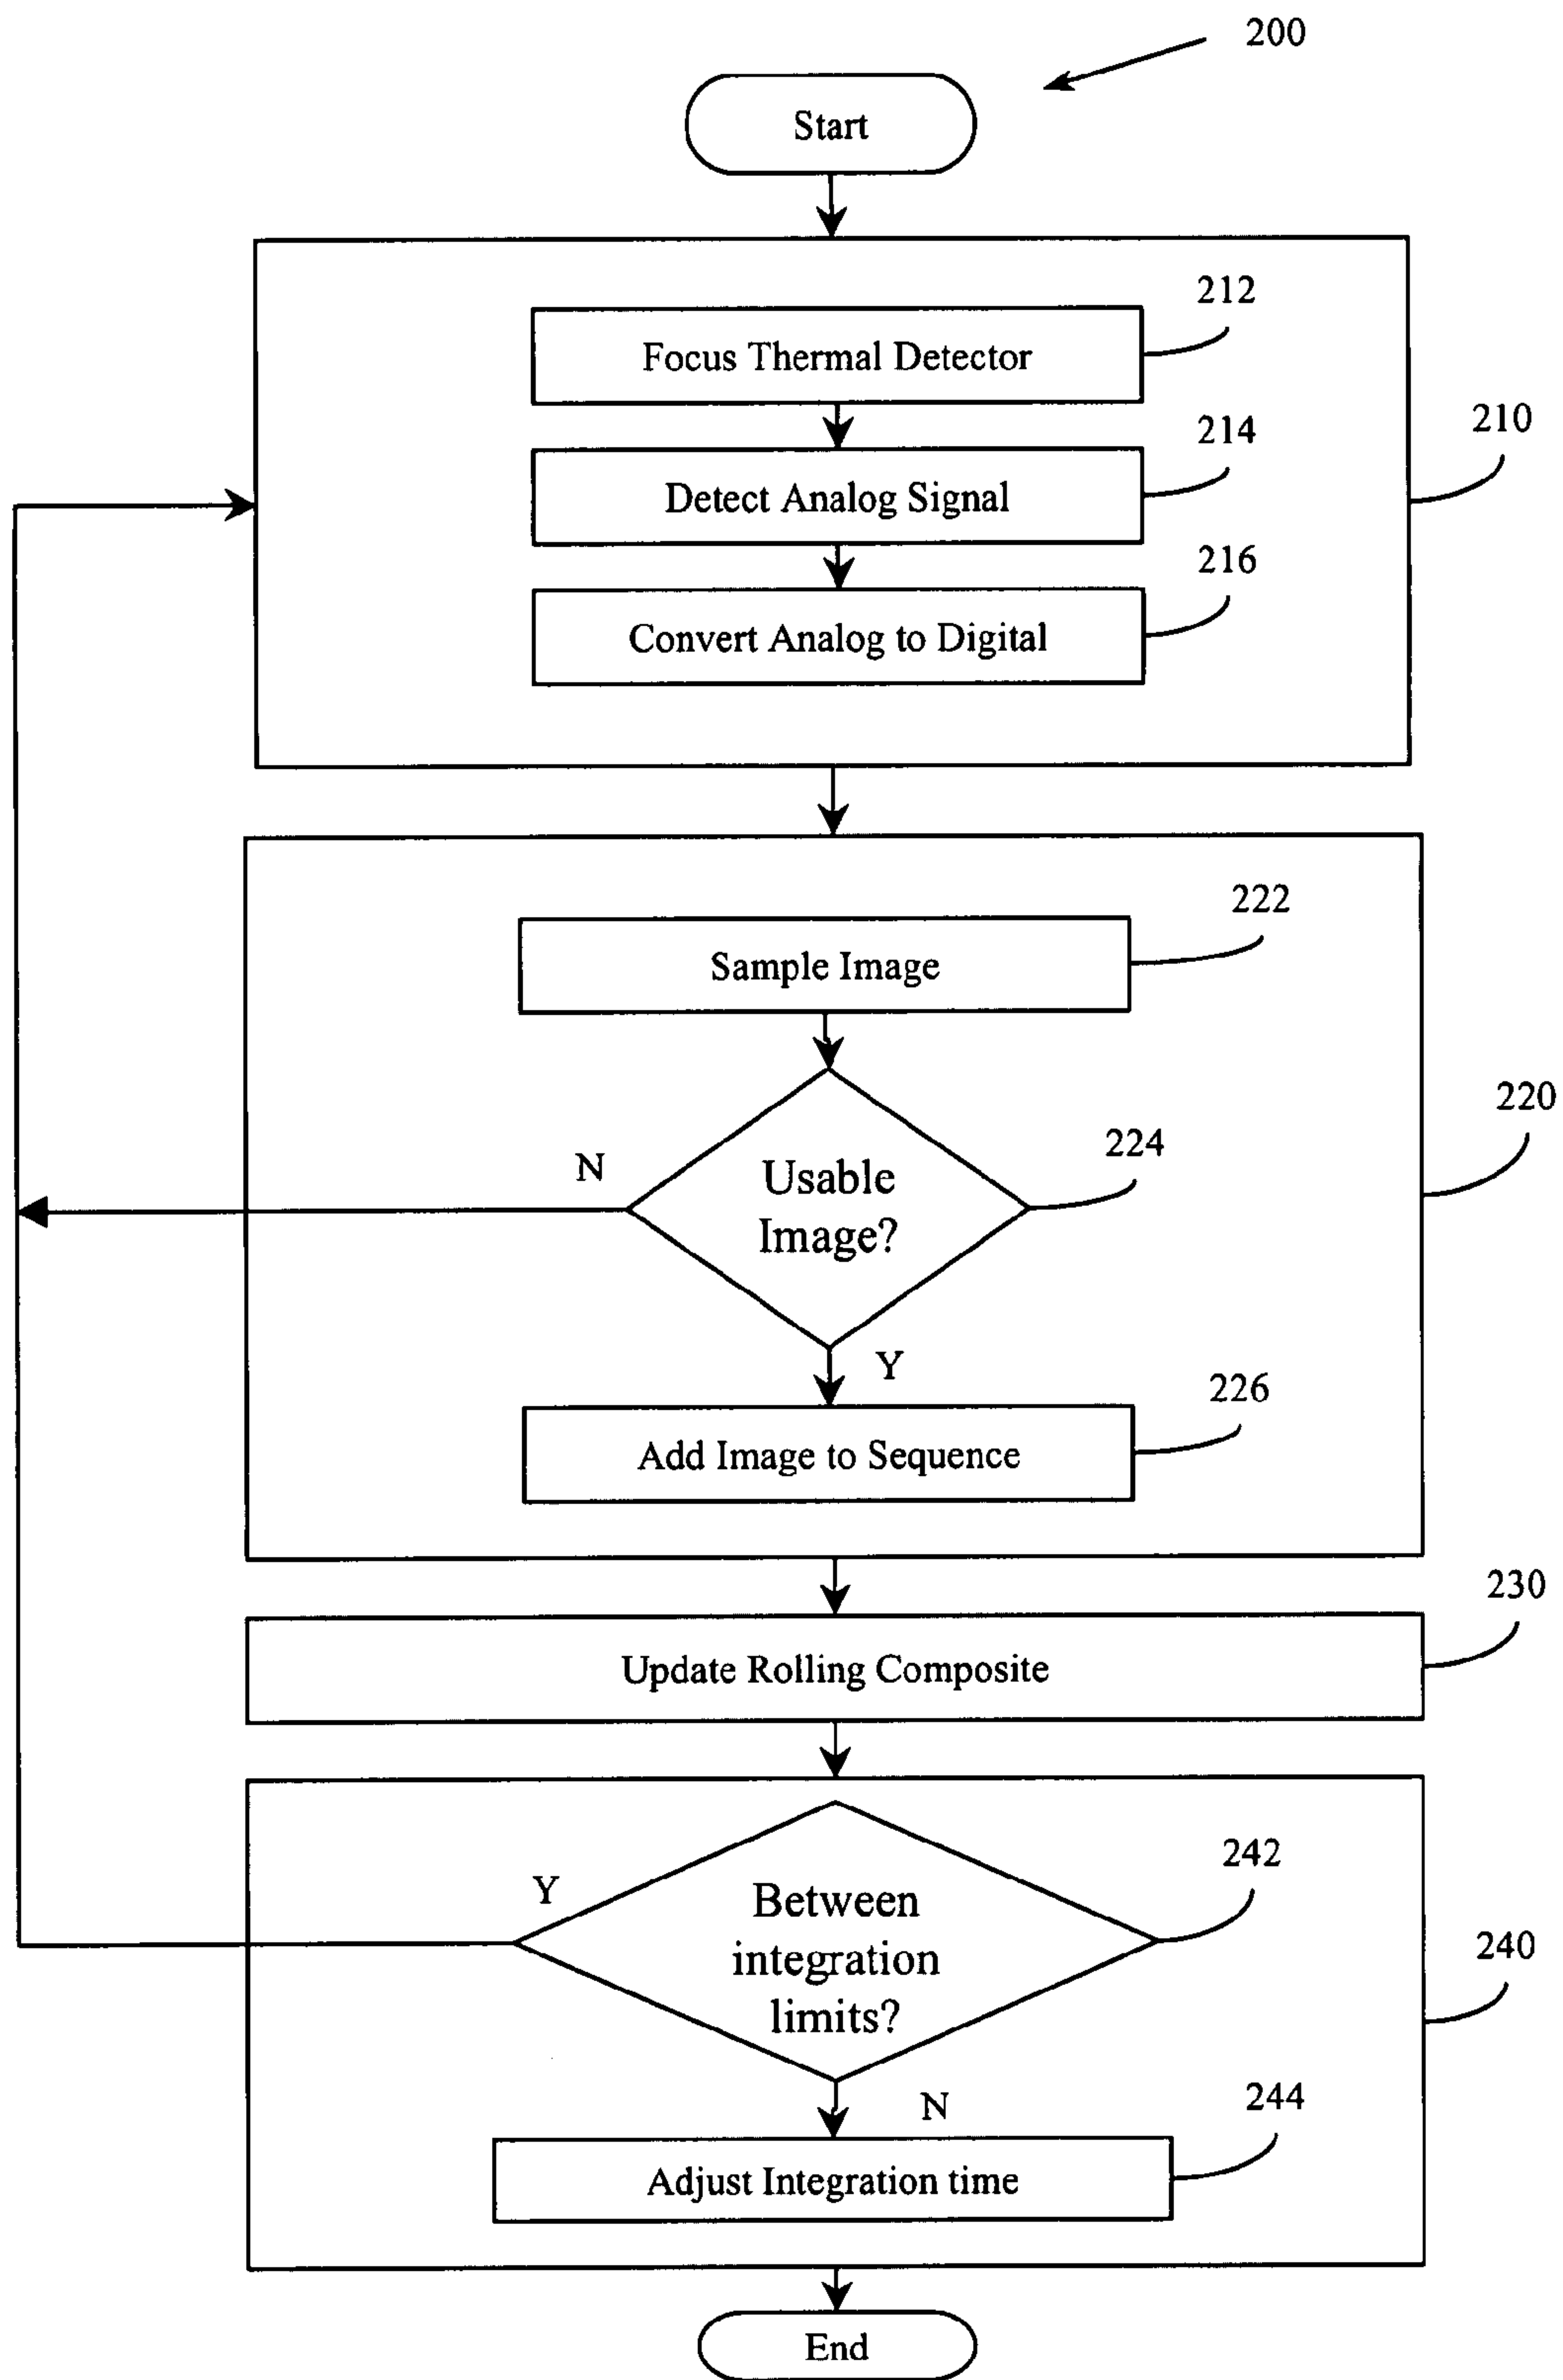 200
Start
212
Focus Thermal Detector
210
214
Detect Analog Signal
216
Convert Analog to Digital
222
Sample Image
220
224
N
Usable
Image?
Y
226
Add Image to Sequence
230
Update Rolling Composite
242
Y
Between
integration
limits?
240
N
244
Adjust Integration time
End